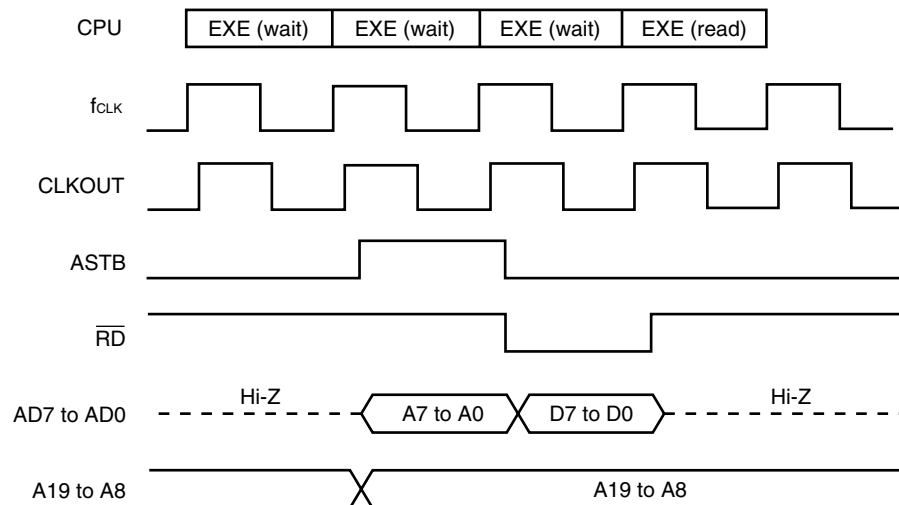 CPU EXE (wait) EXE (wait) EXE (wait) EXE (read)
fCLK
CLKOUT
ASTB
RD
Hi-Z Hi-Z
AD7 to AD0 A7 to A0 D7 to D0
A19 to A8 A19 to A8